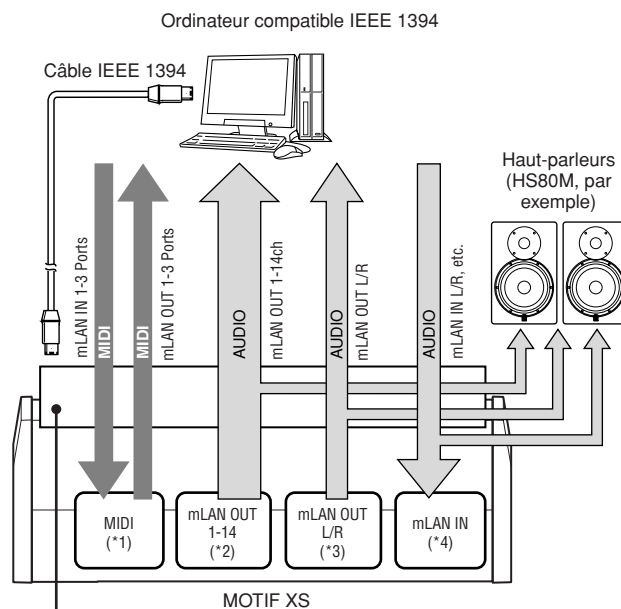 Ordinateur compatible IEEE 1394
Câble IEEE 1394
Haut-parleurs
(HS80M, par
exemple)
mLAN IN 1-3 Ports
MIDI
MIDI
mLAN OUT 1-3 Ports
AUDIO
mLAN OUT 1-14ch
AUDIO
mLAN OUT L/R
AUDIO
mLAN IN L/R, etc.
MIDI
(*1)
mLAN OUT
1-14
(*2)
mLAN OUT
L/R
(*3)
mLAN IN
(*4)
MOTIF XS